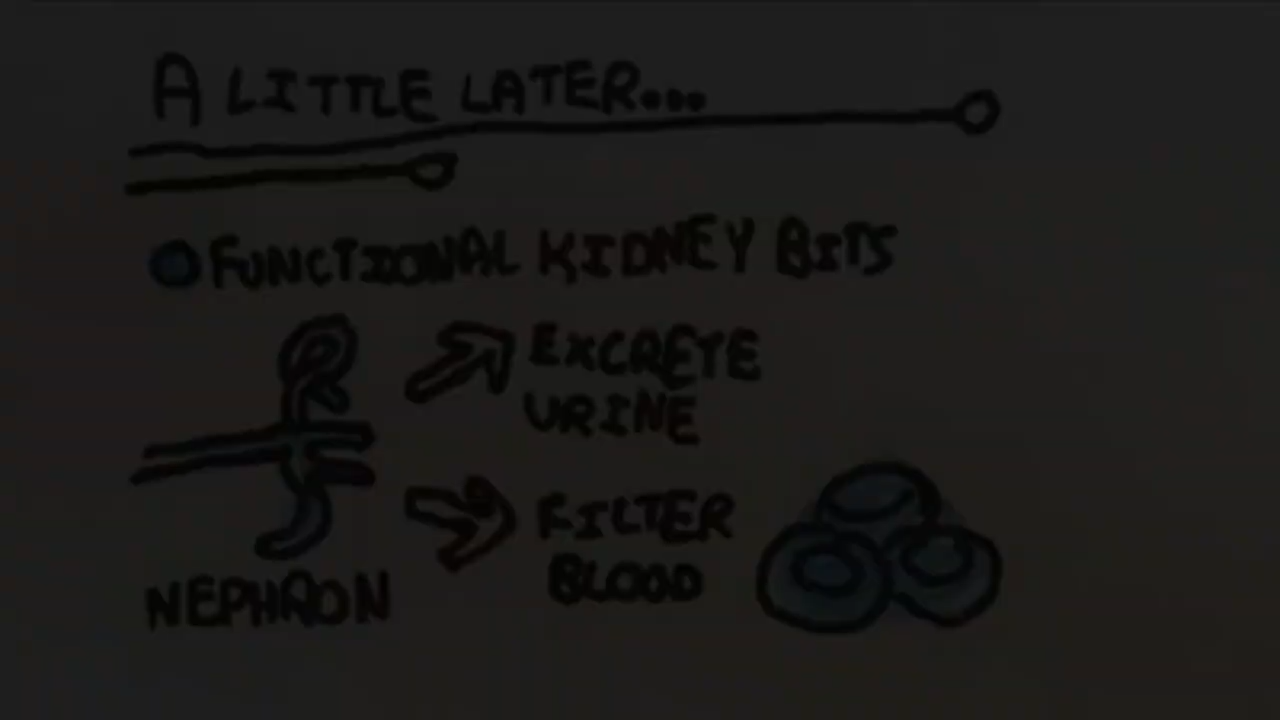 A LITTLE LATER...
FUNCTIONAL KIDNEY BITS
EXCRETE
URINE
FILTER
BLOOD
NEPHRON